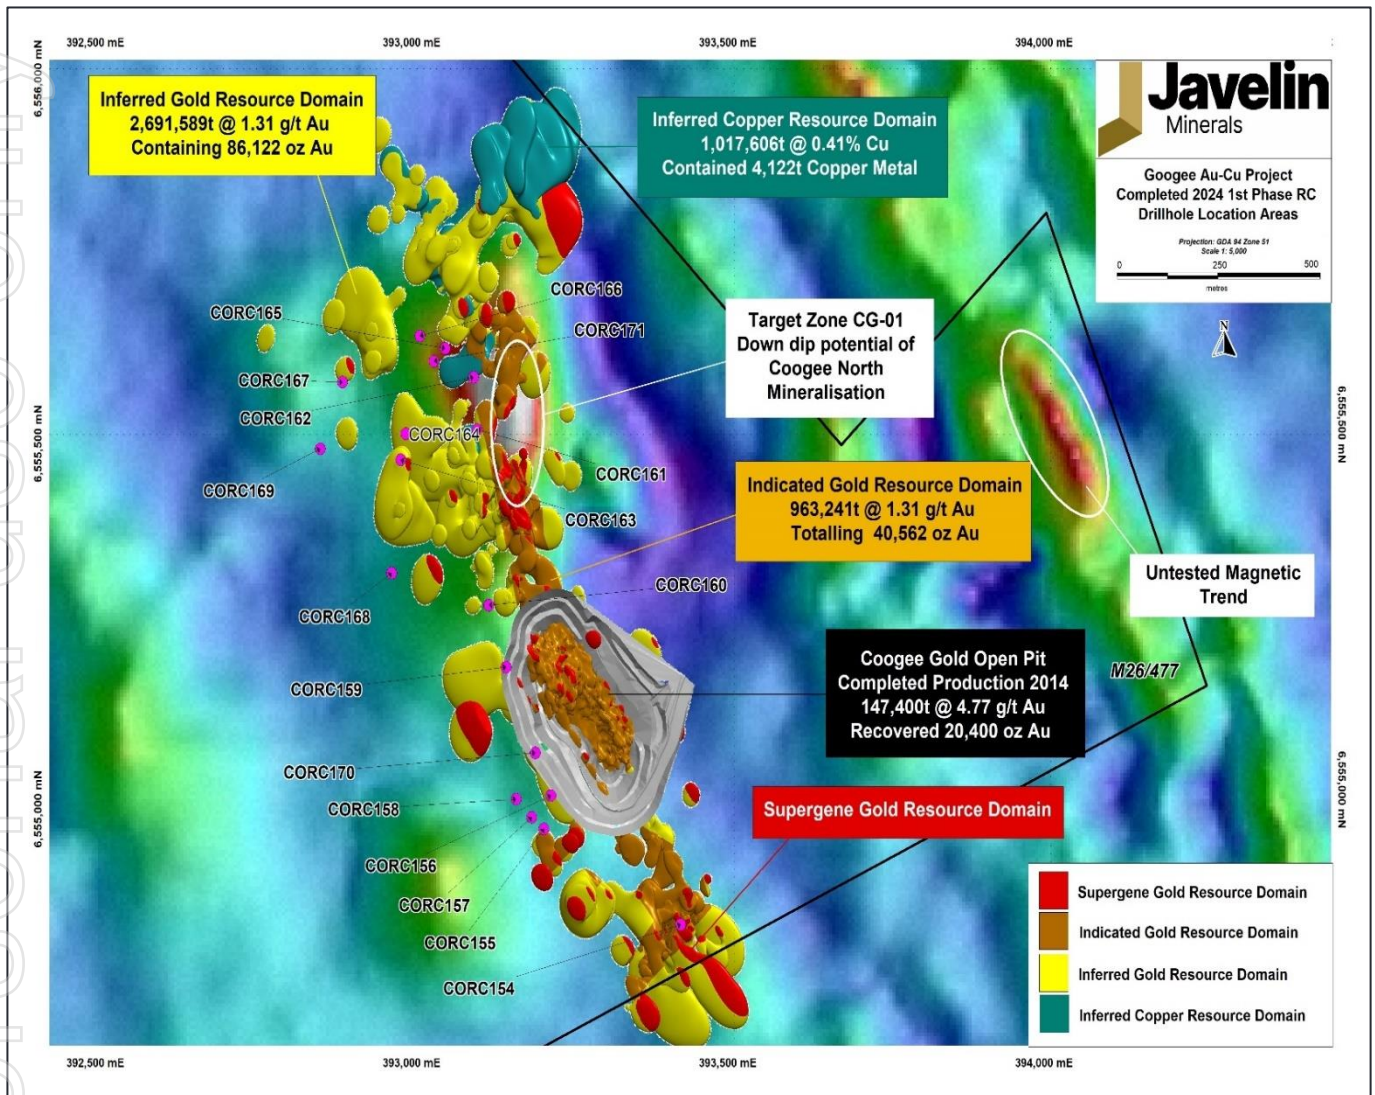 392,500 mE
393,000 mE
393,500 mE
394,000 mE
6,556,000 mN
Inferred Gold Resource Domain
2,691,589t @ 1.31 g/t Au
Containing 86,122 oz Au
Inferred Copper Resource Domain
1,017,606t @ 0.41% Cu
Contained 4,122t Copper Metal
Javelin
Minerals
Googee Au-Cu Project
Completed 2024 1st Phase RC
Drillhole Location Areas
Projection: GDA 94 Zone 51
Scale 1: 5,000
0
250
500
metres
N
CORC165
CORC166
CORC171
Target Zone CG-01
Down dip potential of
Coogee North
Mineralisation
CORC167
CORC162
CORC164
6,555,500 mN
6,555,500 mN
CORC161
CORC169
CORC163
Indicated Gold Resource Domain
963,241t @ 1.31 g/t Au
Totalling 40,562 oz Au
CORC160
Untested Magnetic
Trend
CORC168
CORC159
Coogee Gold Open Pit
Completed Production 2014
147,400t @ 4.77 g/t Au
Recovered 20,400 oz Au
M26/477
CORC170
CORC158
6,555,000 mN
6,555,000 mN
Supergene Gold Resource Domain
CORC156
CORC157
CORC155
CORC154
Supergene Gold Resource Domain
Indicated Gold Resource Domain
Inferred Gold Resource Domain
Inferred Copper Resource Domain
392,500 mE
393,000 mE
393,500 mE
394,000 mE